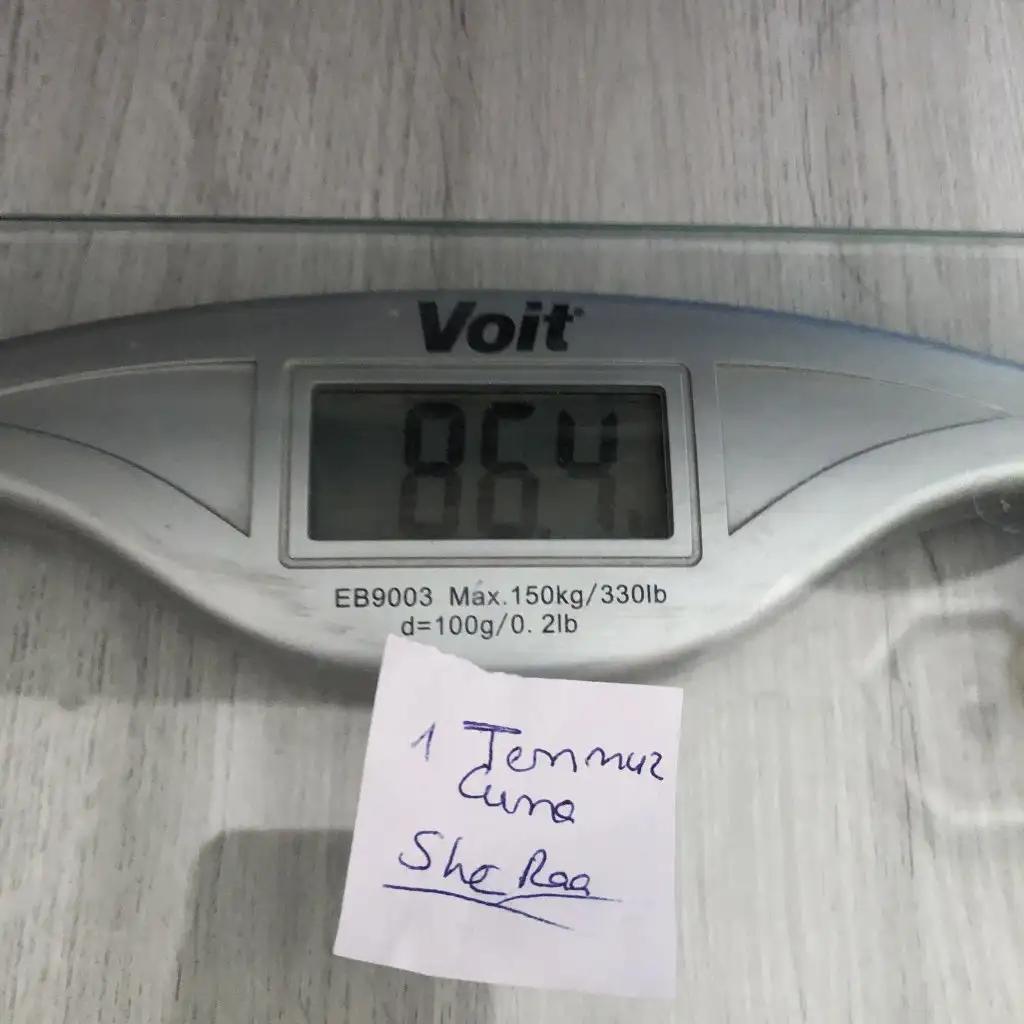 Voit
86.4
EB9003 Max.150kg/330lb
d=100g/0.2lb
1 Temmuz
Cuma
She Raa